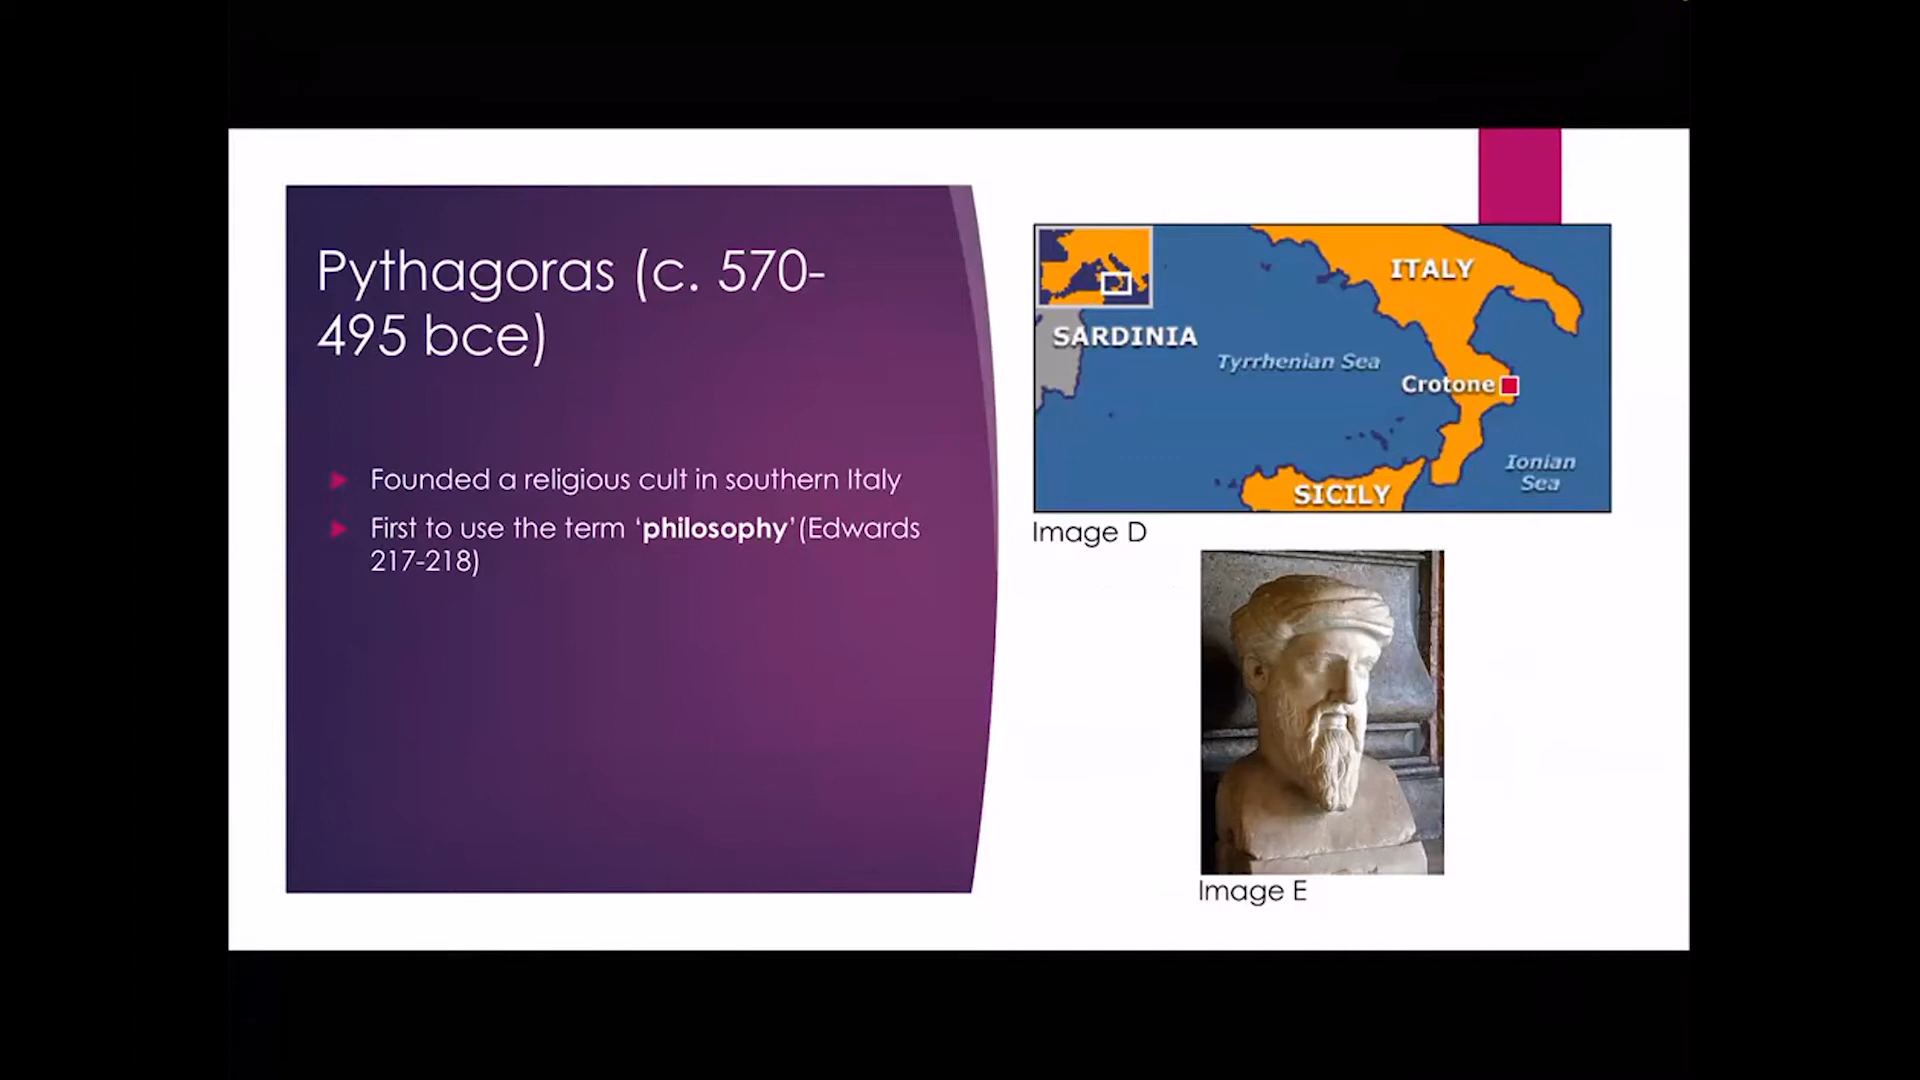 Pythagoras (c. 570-
495 bce)
Founded a religious cult in southern Italy
First to use the term ‘philosophy’(Edwards
217-218)
ITALY
SARDINIA
Tyrrhenian Sea
Crotone
Ionian
Sea
SICILY
Image D
Image E